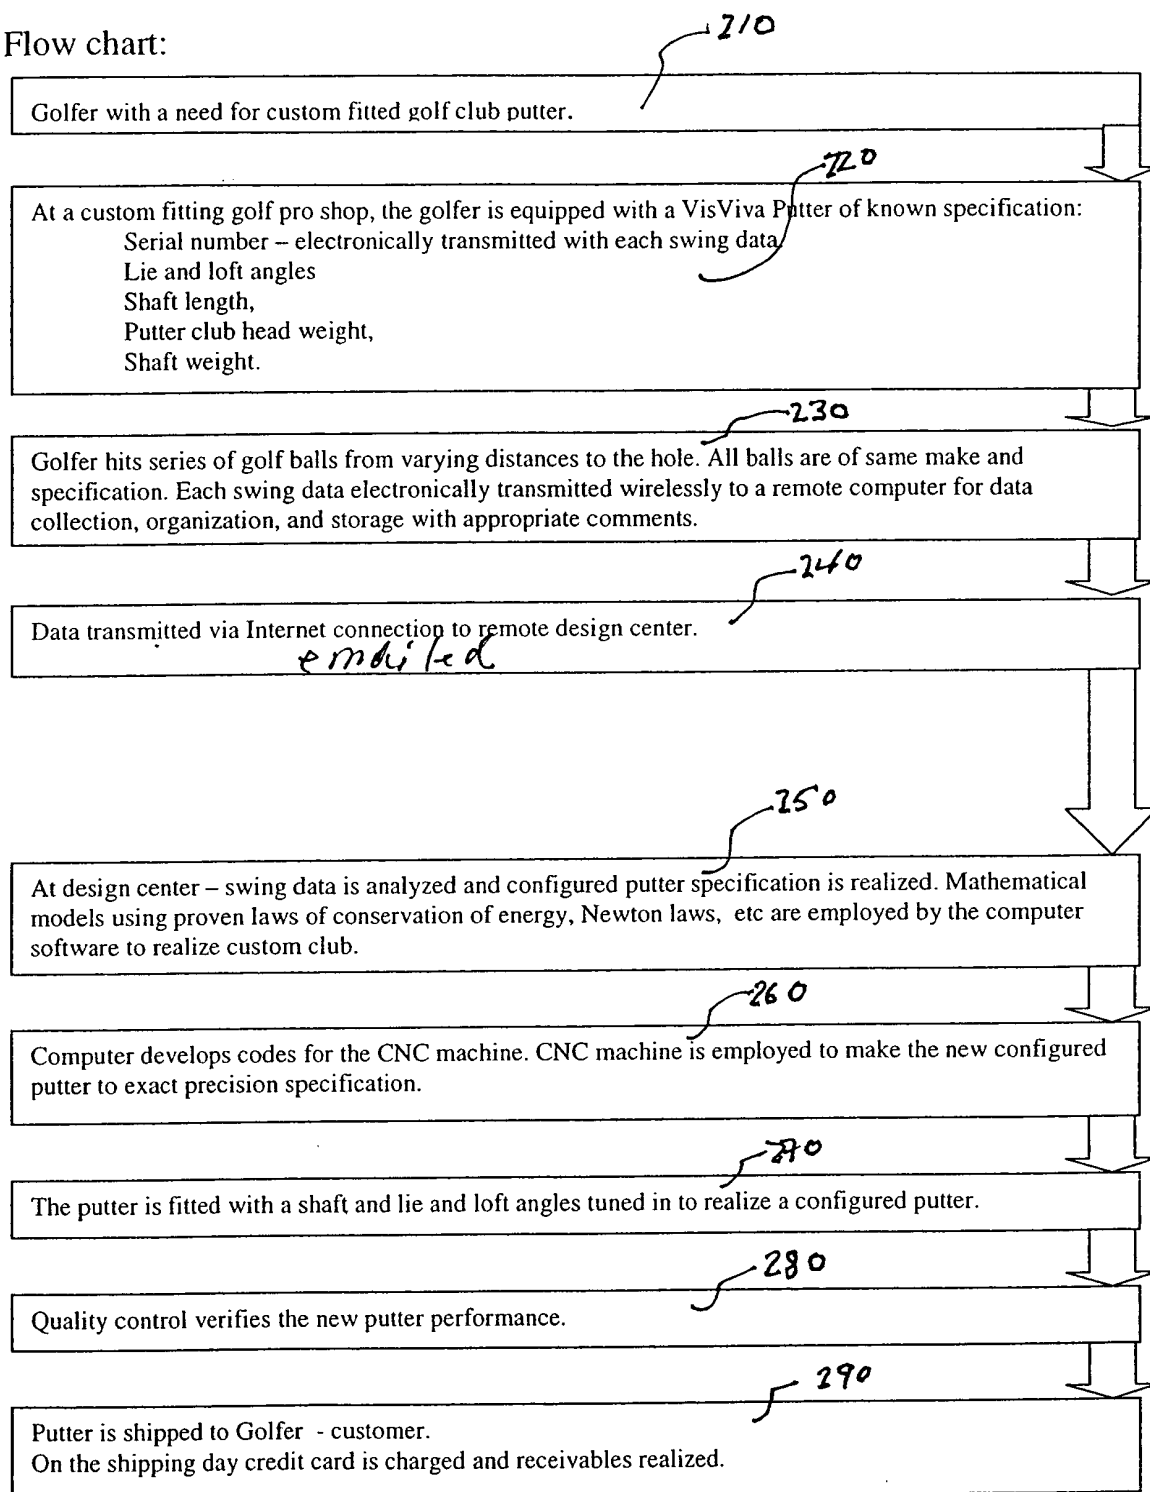 Flow chart:
210
Golfer with a need for custom fitted golf club putter.
220
At a custom fitting golf pro shop, the golfer is equipped with a VisViva Putter of known specification:
Serial number – electronically transmitted with each swing data
Lie and loft angles
Shaft length,
Putter club head weight,
Shaft weight.
230
Golfer hits series of golf balls from varying distances to the hole. All balls are of same make and
specification. Each swing data electronically transmitted wirelessly to a remote computer for data
collection, organization, and storage with appropriate comments.
240
Data transmitted via Internet connection to remote design center.
emailed
250
At design center – swing data is analyzed and configured putter specification is realized. Mathematical
models using proven laws of conservation of energy, Newton laws, etc are employed by the computer
software to realize custom club.
260
Computer develops codes for the CNC machine. CNC machine is employed to make the new configured
putter to exact precision specification.
270
The putter is fitted with a shaft and lie and loft angles tuned in to realize a configured putter.
280
Quality control verifies the new putter performance.
290
Putter is shipped to Golfer - customer.
On the shipping day credit card is charged and receivables realized.